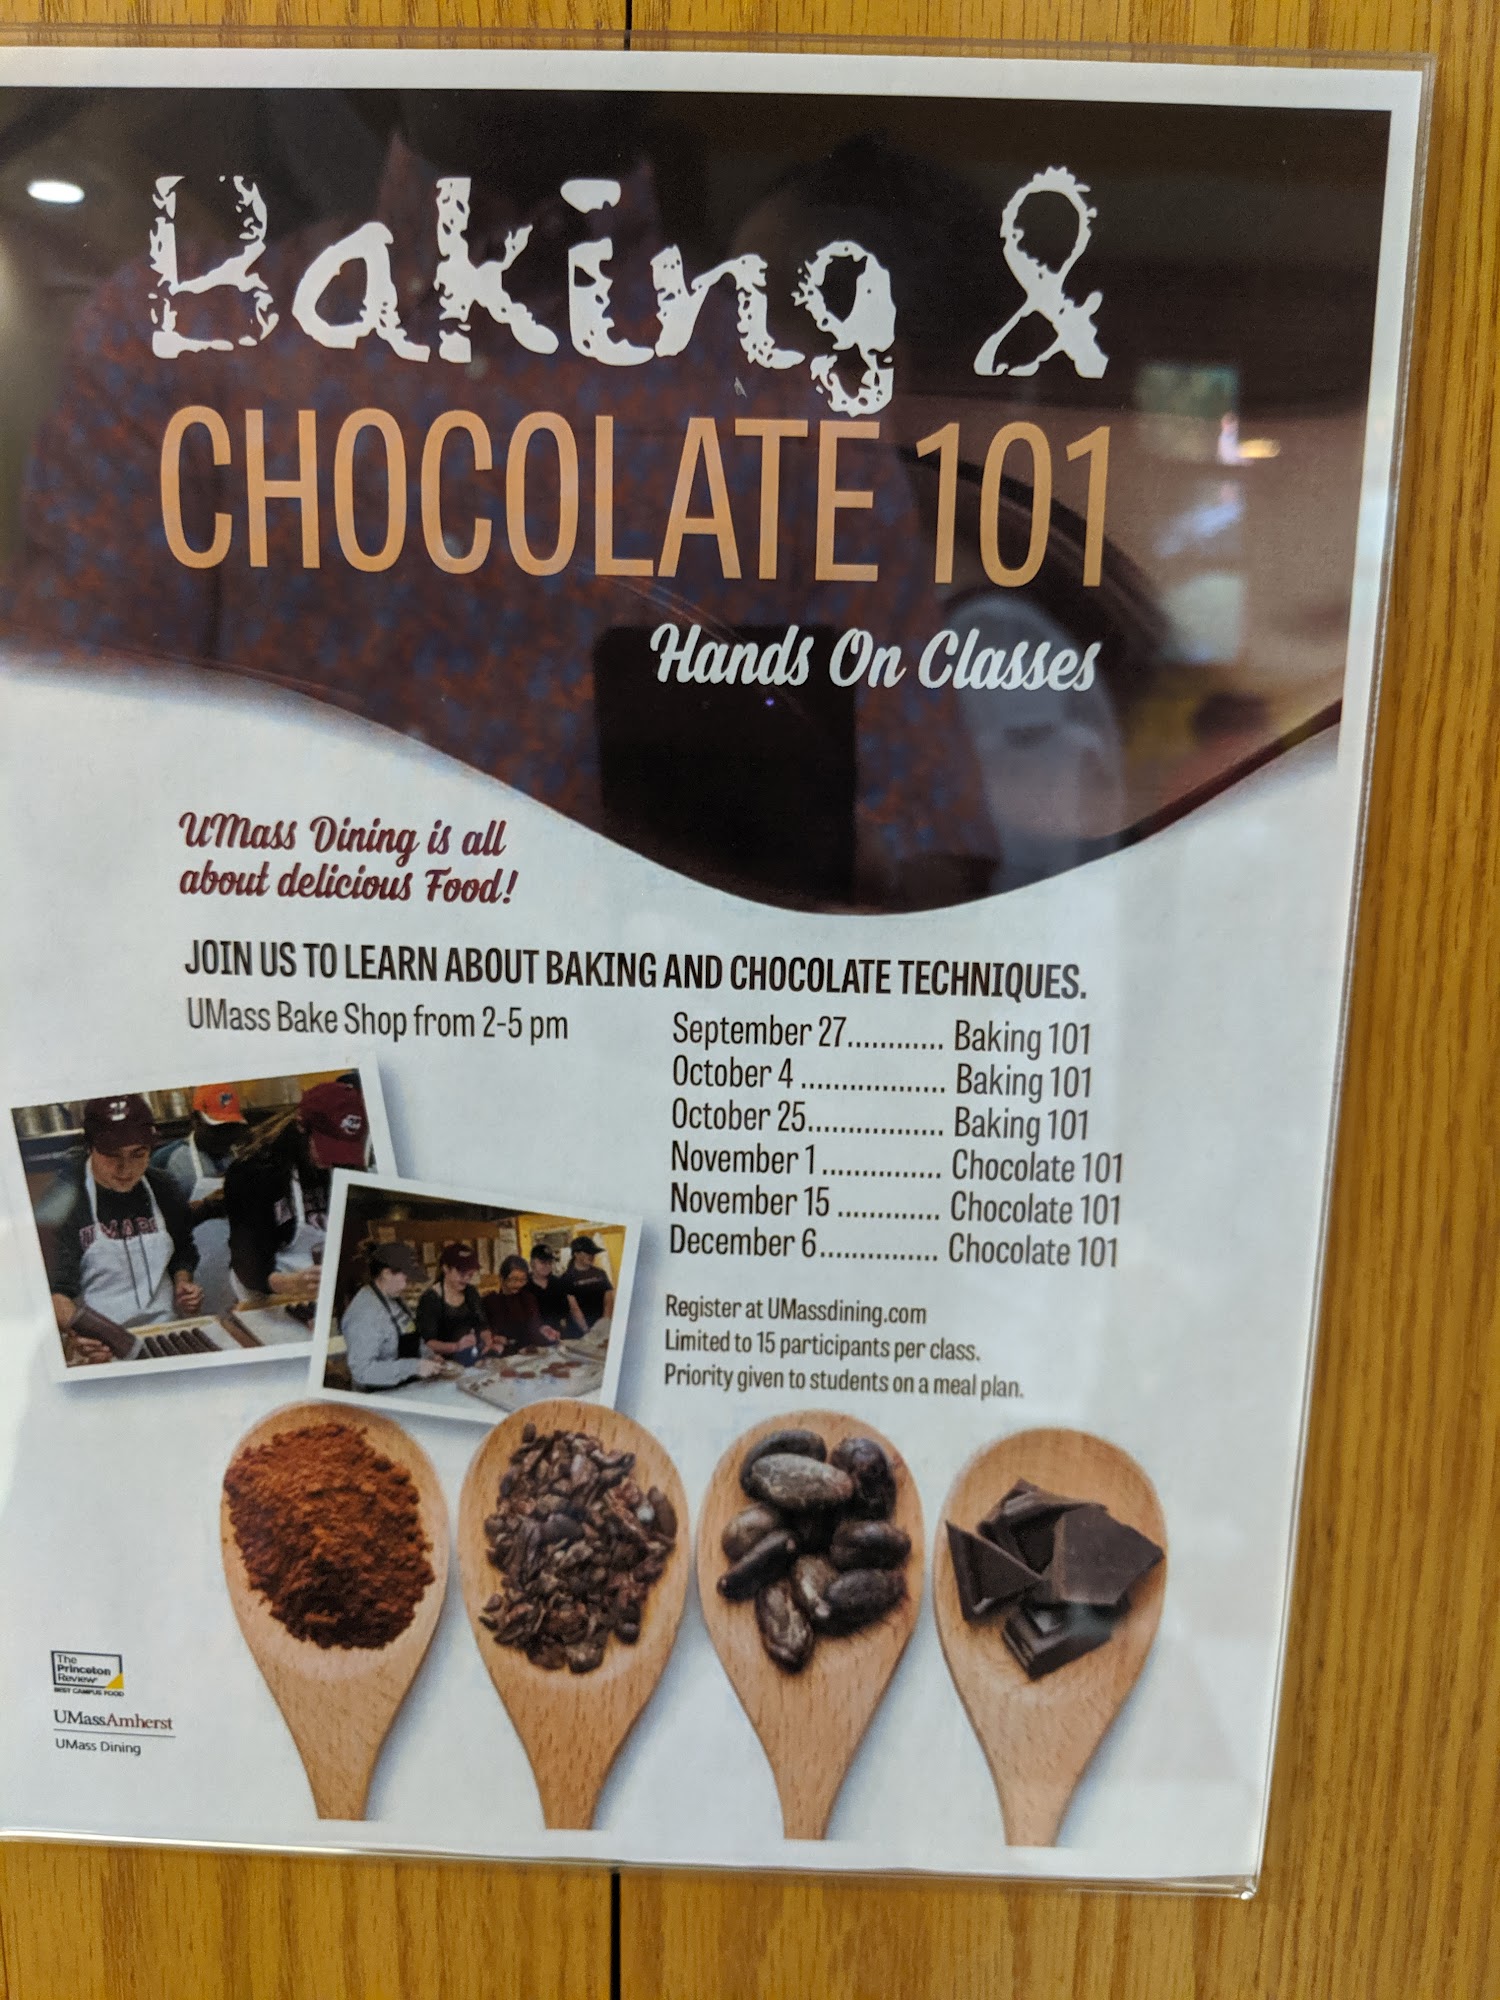 Baking &
CHOCOLATE 101
Hands On Classes
UMass Dining is all
about delicious Food!
JOIN US TO LEARN ABOUT BAKING AND CHOCOLATE TECHNIQUES.
UMass Bake Shop from 2-5 pm
September 27............ Baking 101
October 4 .................. Baking 101
October 25................. Baking 101
November 1............... Chocolate 101
November 15 ............. Chocolate 101
December 6............... Chocolate 101
Register at UMassdining.com
Limited to 15 participants per class.
Priority given to students on a meal plan.
The
Princeton
Review
BEST CAMPUS FOOD
UMassAmherst
UMass Dining